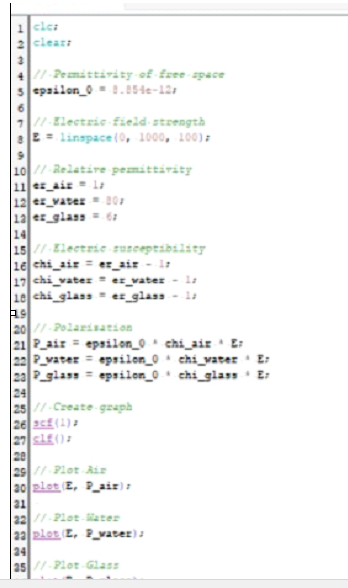 1 clc;
2 clear;
3
4 // Permittivity of free space
5 epsilon_0 = 8.854e-12;
6
7 // Electric field strength
8 E = linspace(0, 1000, 100);
9
10 // Relative permittivity
11 er_air = 1;
12 er_water = 80;
13 er_glass = 6;
14
15 // Electric susceptibility
16 chi_air = er_air - 1;
17 chi_water = er_water - 1;
18 chi_glass = er_glass - 1;
19
20 // Polarisation
21 P_air = epsilon_0 * chi_air * E;
22 P_water = epsilon_0 * chi_water * E;
23 P_glass = epsilon_0 * chi_glass * E;
24
25 // Create graph
26 scf(1);
27 clf();
28
29 // Plot Air
30 plot(E, P_air);
31
32 // Plot Water
33 plot(E, P_water);
34
35 // Plot Glass